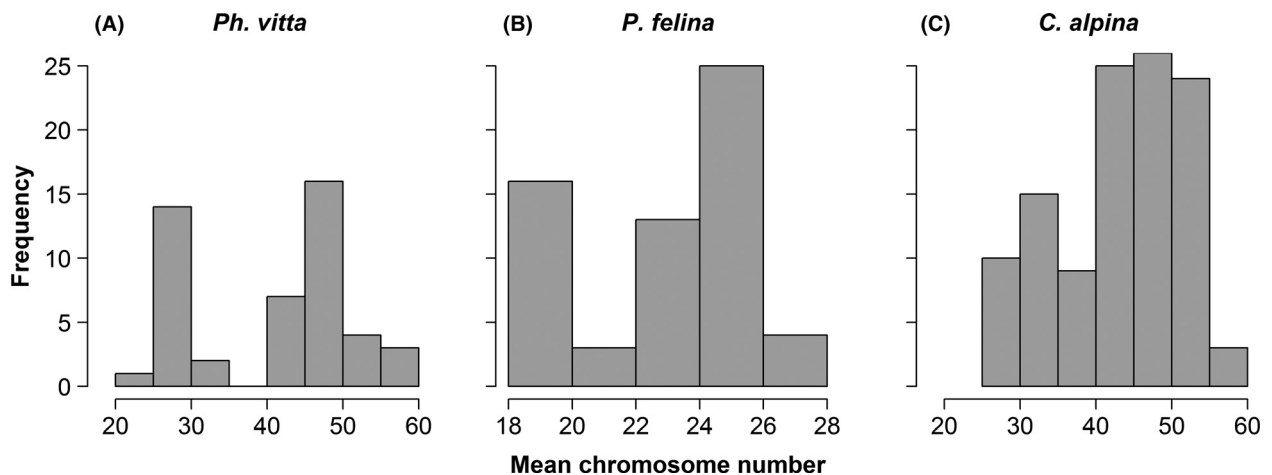 (A) Ph. vitta
(B) P. felina
(C) C. alpina
Frequency
25
20
15
10
5
0
20 30 40 50 60
18 20 22 24 26 28
20 30 40 50 60
Mean chromosome number